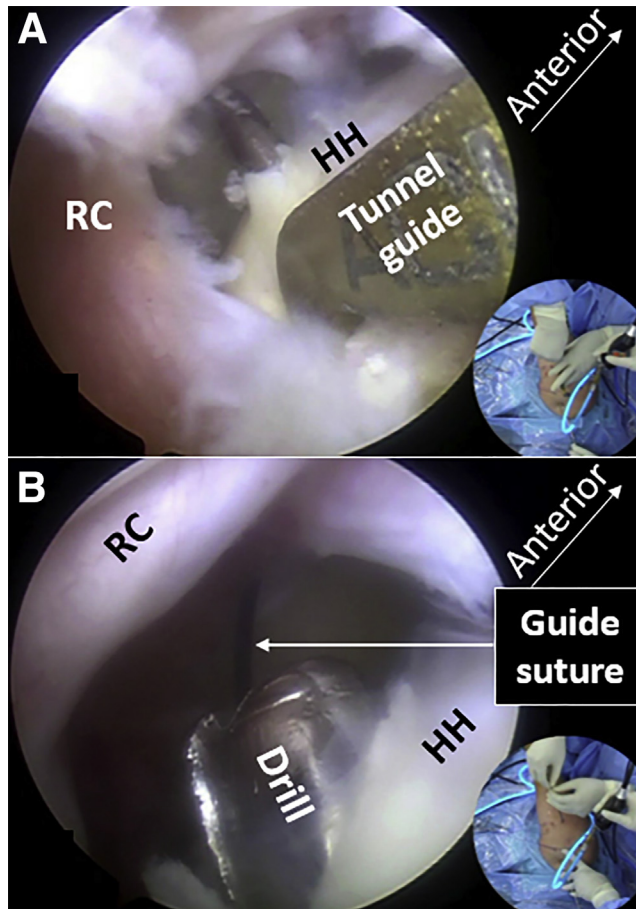 A
Anterior
HH
RC
Tunnel
guide
B
Anterior
RC
Guide
suture
HH
Drill